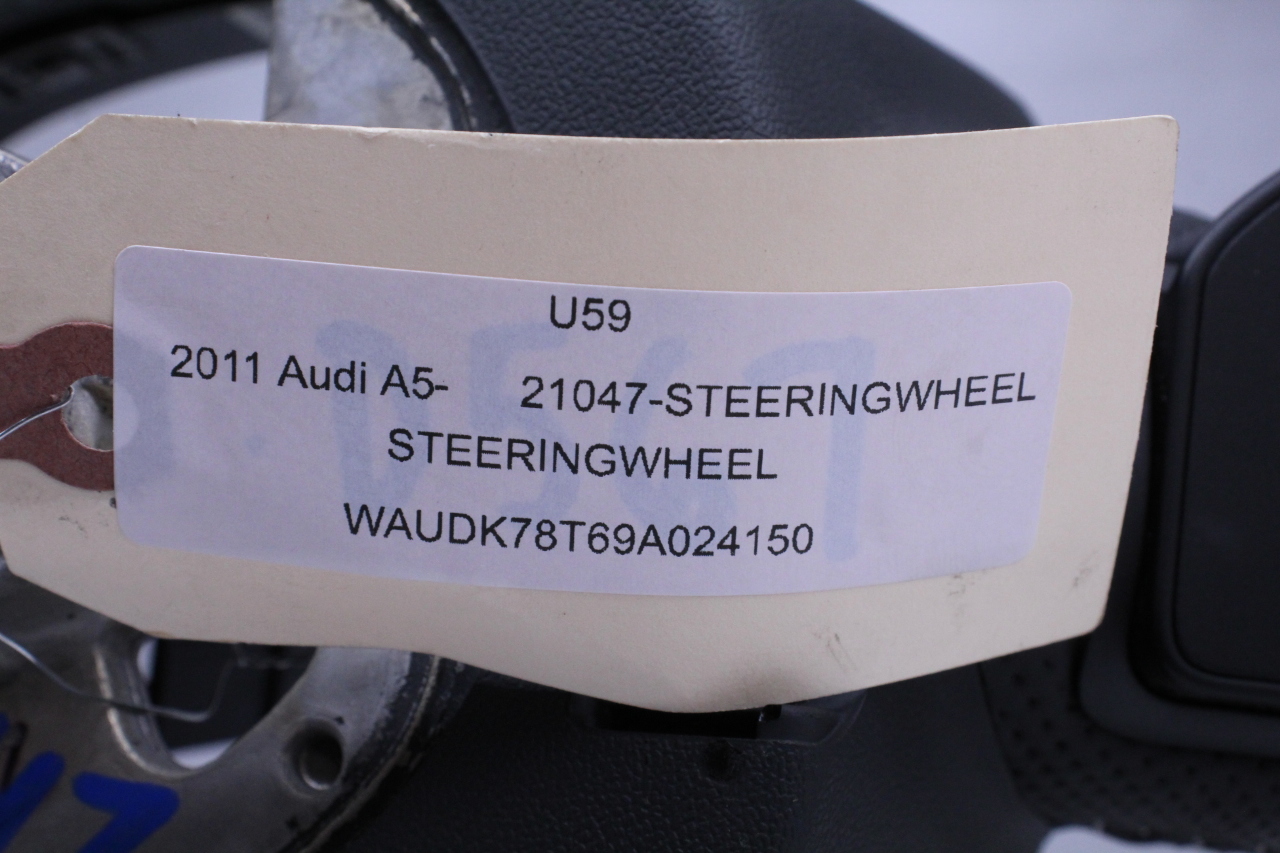 U59
2011 Audi A5- 21047-STEERINGWHEEL
STEERINGWHEEL
WAUDK78T69A024150